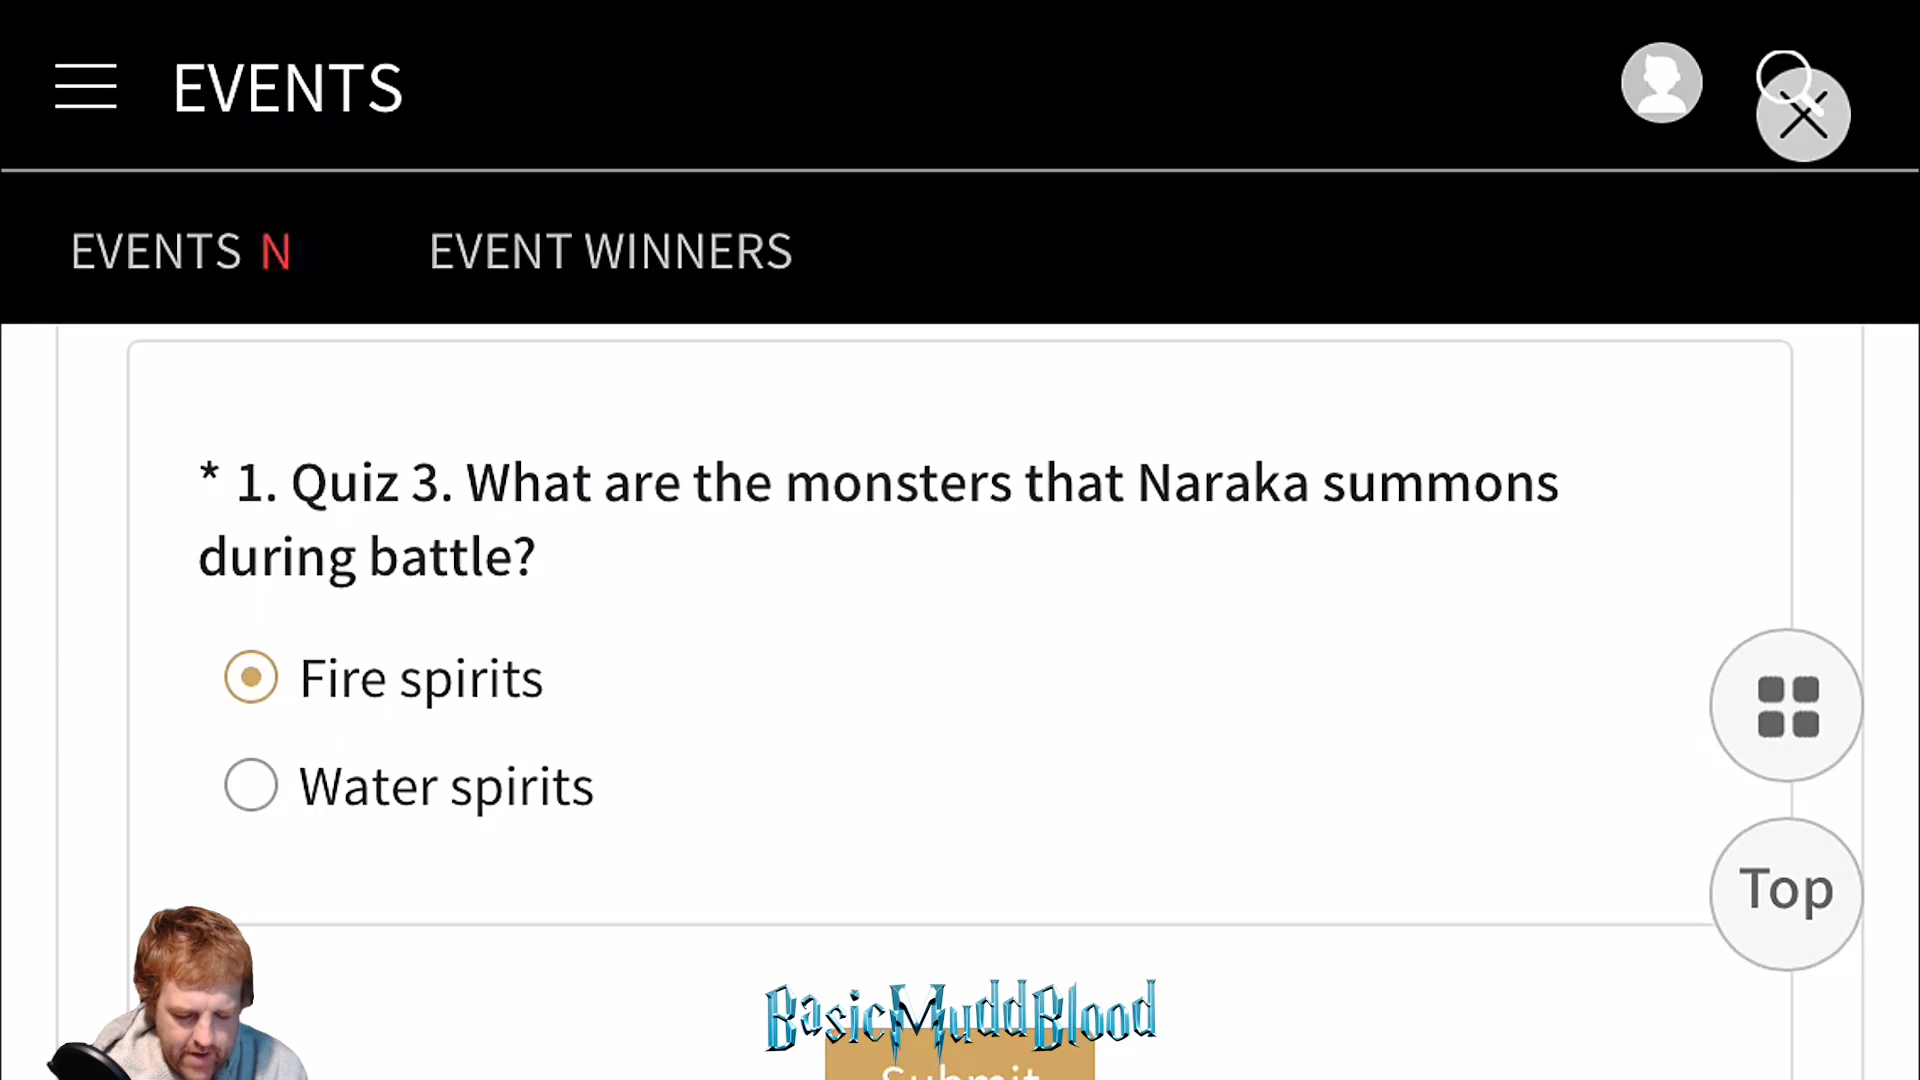 EVENTS
EVENTS N
EVENT WINNERS
* 1. Quiz 3. What are the monsters that Naraka summons
during battle?
Fire spirits
Water spirits
Top
BasicMuddBlood
Submit